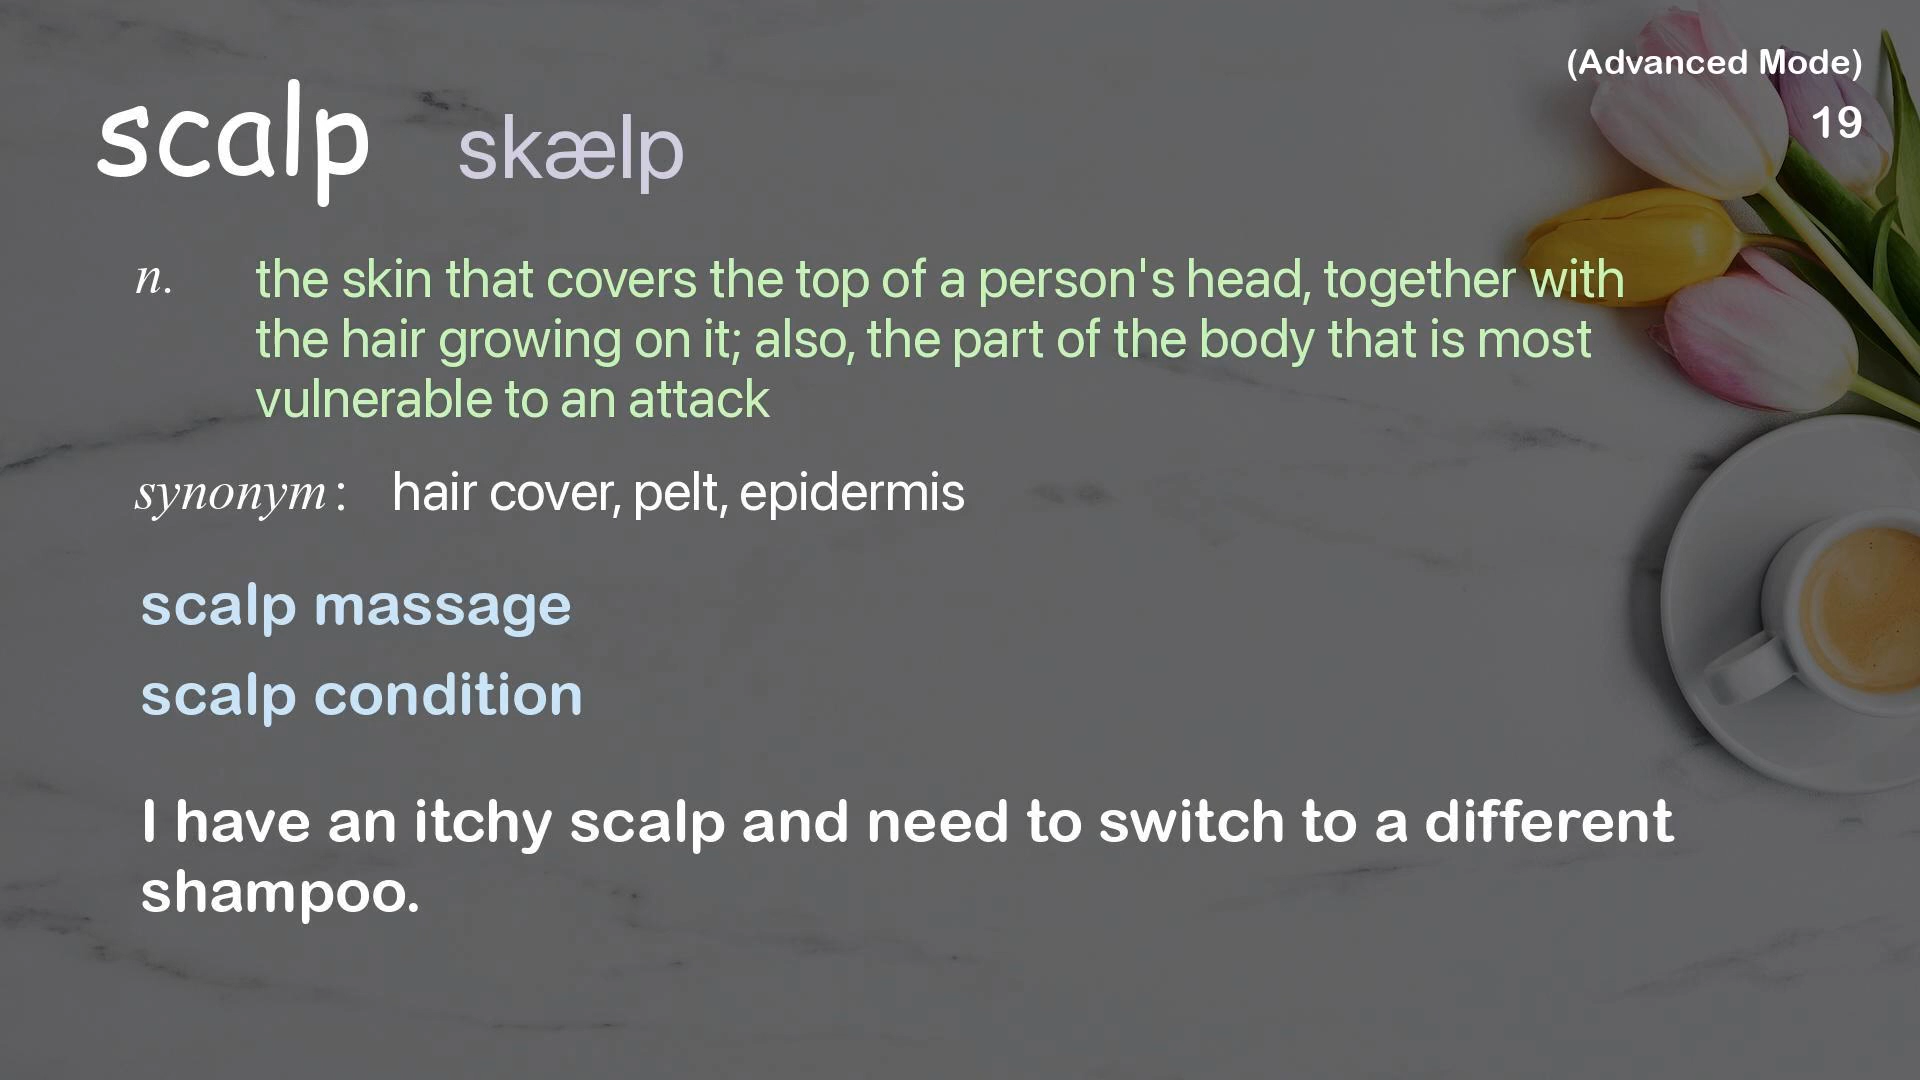 (Advanced Mode)
19
scalp skælp
n. the skin that covers the top of a person's head, together with
the hair growing on it; also, the part of the body that is most
vulnerable to an attack
synonym: hair cover, pelt, epidermis
scalp massage
scalp condition
I have an itchy scalp and need to switch to a different
shampoo.